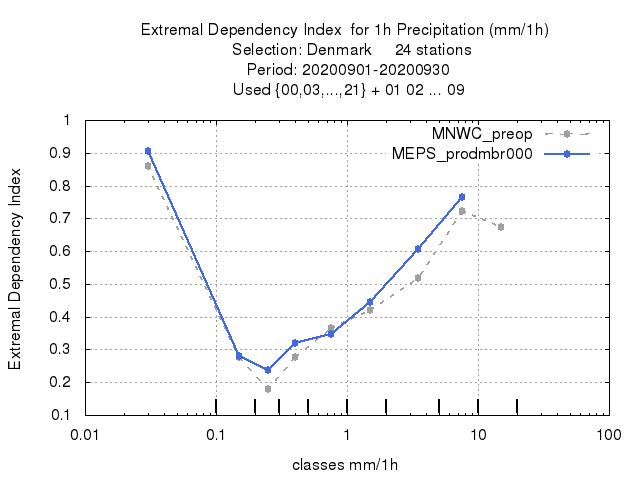 Extremal Dependency Index  for 1h Precipitation (mm/1h)
Selection: Denmark     24 stations
Period: 20200901-20200930
Used {00,03,...,21} + 01 02 ... 09
MNWC_preop
MEPS_prodmbr000
Extremal Dependency Index
1
0.9
0.8
0.7
0.6
0.5
0.4
0.3
0.2
0.1
0.01
0.1
1
10
100
classes mm/1h